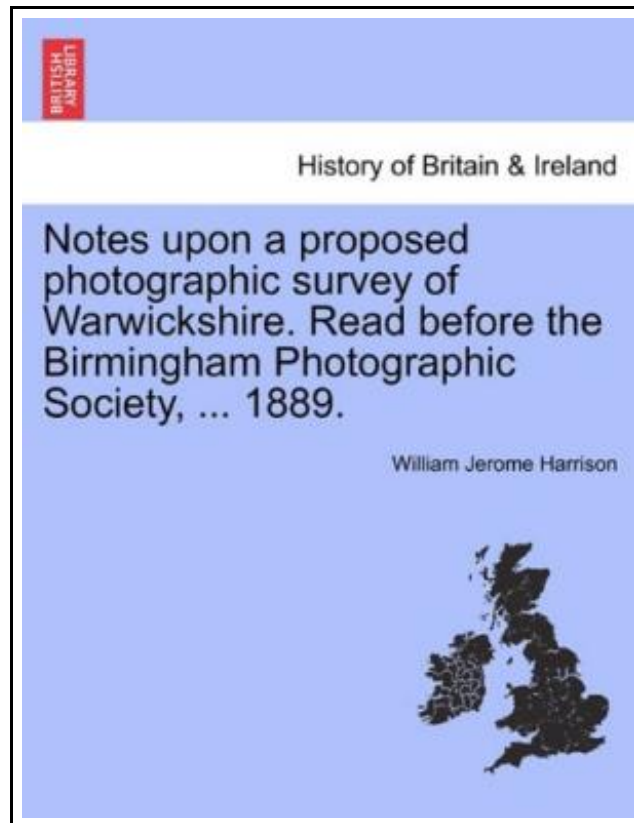 BRITISH
LIBRARY
History of Britain & Ireland
Notes upon a proposed
photographic survey of
Warwickshire. Read before the
Birmingham Photographic
Society, ... 1889.
William Jerome Harrison